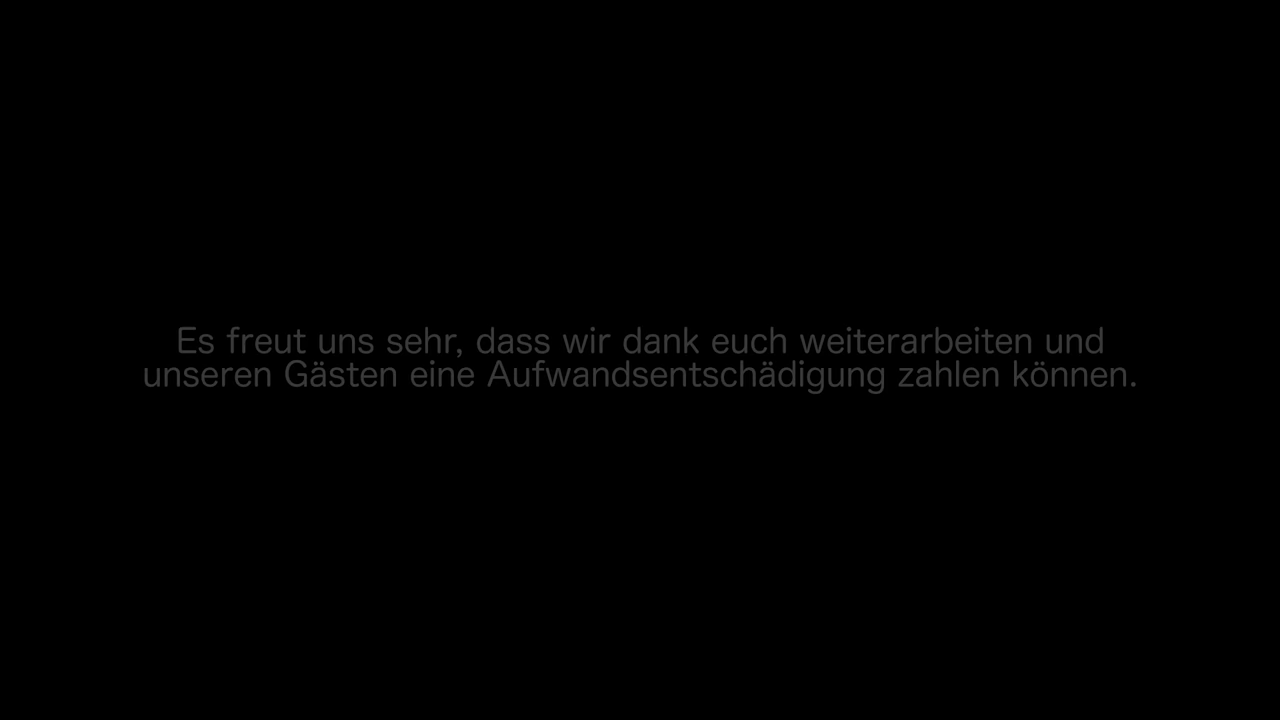 Es freut uns sehr, dass wir dank euch weiterarbeiten und
unseren Gästen eine Aufwandsentschädigung zahlen können.